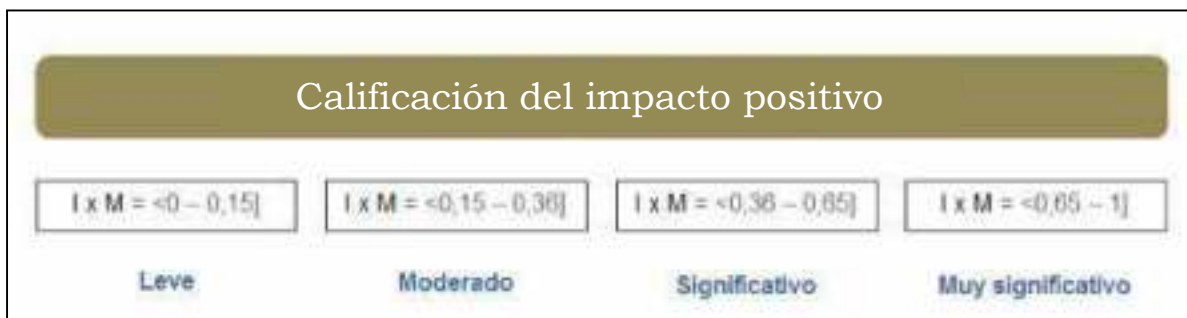 Calificación del impacto positivo
I x M = <0 – 0,15]
I x M = <0,15 – 0,36]
I x M = <0,36 – 0,65]
I x M = <0,65 – 1]
Leve
Moderado
Significativo
Muy significativo